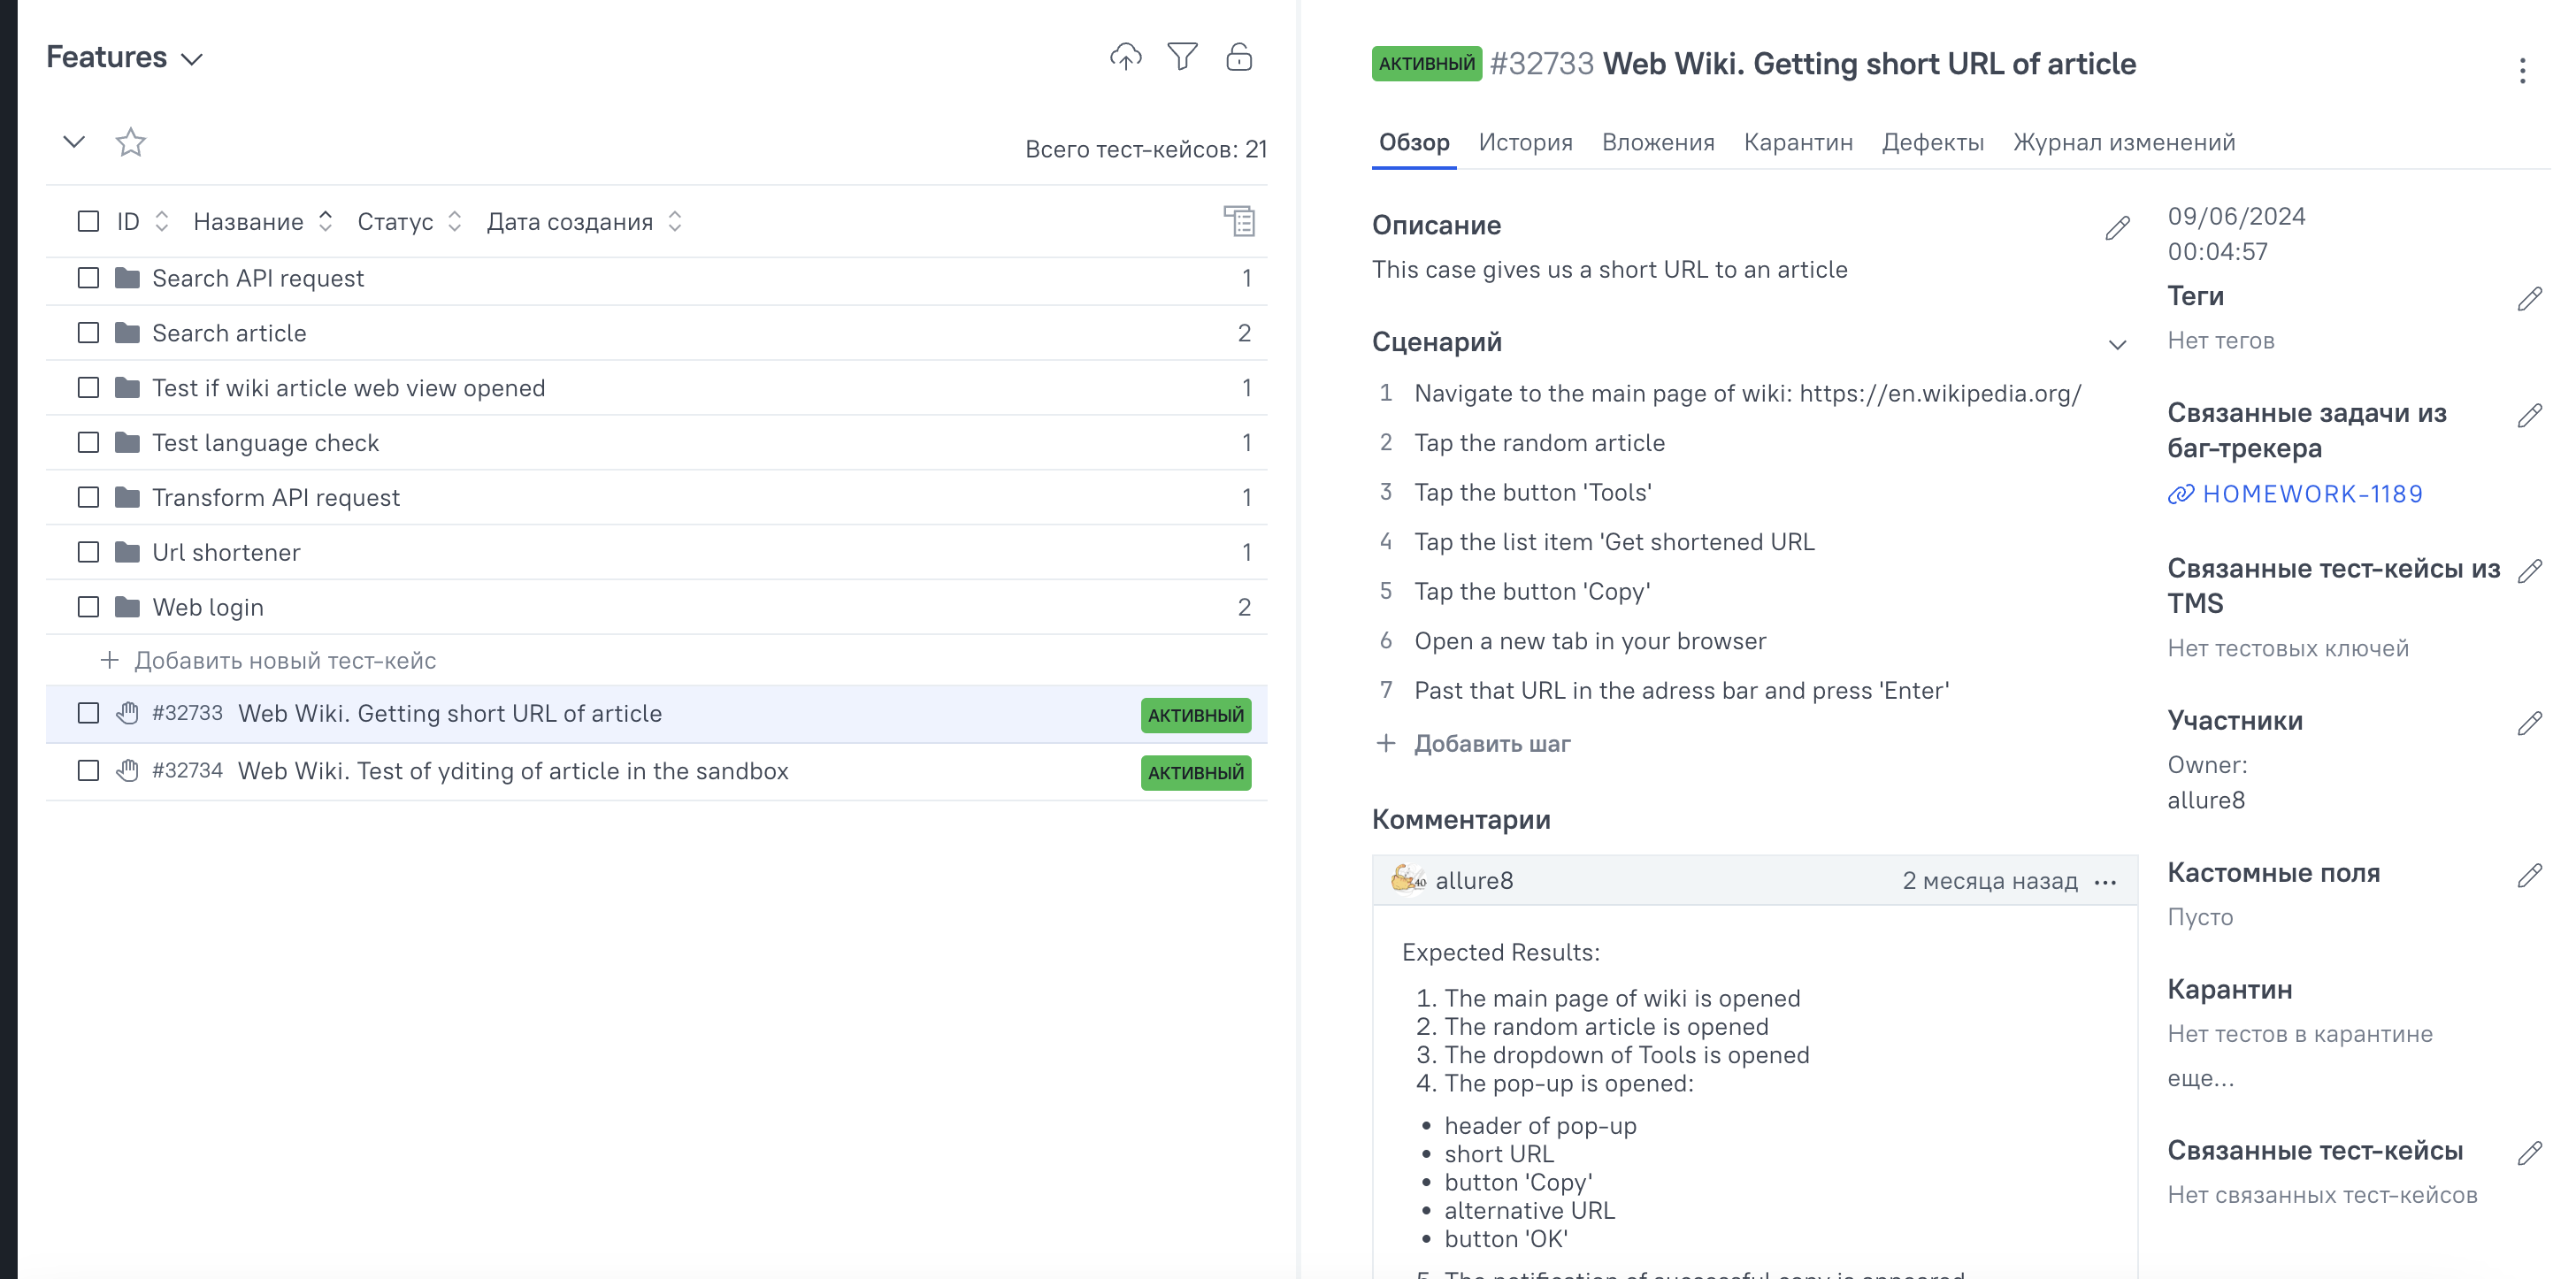 Features
Всего тест-кейсов: 21
ID Название Статус Дата создания
Search API request 1
Search article 2
Test if wiki article web view opened 1
Test language check 1
Transform API request 1
Url shortener 1
Web login 2
Добавить новый тест-кейс
#32733 Web Wiki. Getting short URL of article АКТИВНЫЙ
#32734 Web Wiki. Test of yditing of article in the sandbox АКТИВНЫЙ
АКТИВНЫЙ #32733 Web Wiki. Getting short URL of article
Обзор История Вложения Карантин Дефекты Журнал изменений
Описание
This case gives us a short URL to an article
Сценарий
1 Navigate to the main page of wiki: https://en.wikipedia.org/
2 Tap the random article
3 Tap the button 'Tools'
4 Tap the list item 'Get shortened URL
5 Tap the button 'Copy'
6 Open a new tab in your browser
7 Past that URL in the adress bar and press 'Enter'
Добавить шаг
Комментарии
allure8 2 месяца назад
Expected Results:
1. The main page of wiki is opened
2. The random article is opened
3. The dropdown of Tools is opened
4. The pop-up is opened:
• header of pop-up
• short URL
• button 'Copy'
• alternative URL
• button 'OK'
5. The notification of successful copy is appeared
09/06/2024
00:04:57
Теги
Нет тегов
Связанные задачи из
баг-трекера
HOMEWORK-1189
Связанные тест-кейсы из
TMS
Нет тестовых ключей
Участники
Owner:
allure8
Кастомные поля
Пусто
Карантин
Нет тестов в карантине
еще...
Связанные тест-кейсы
Нет связанных тест-кейсов